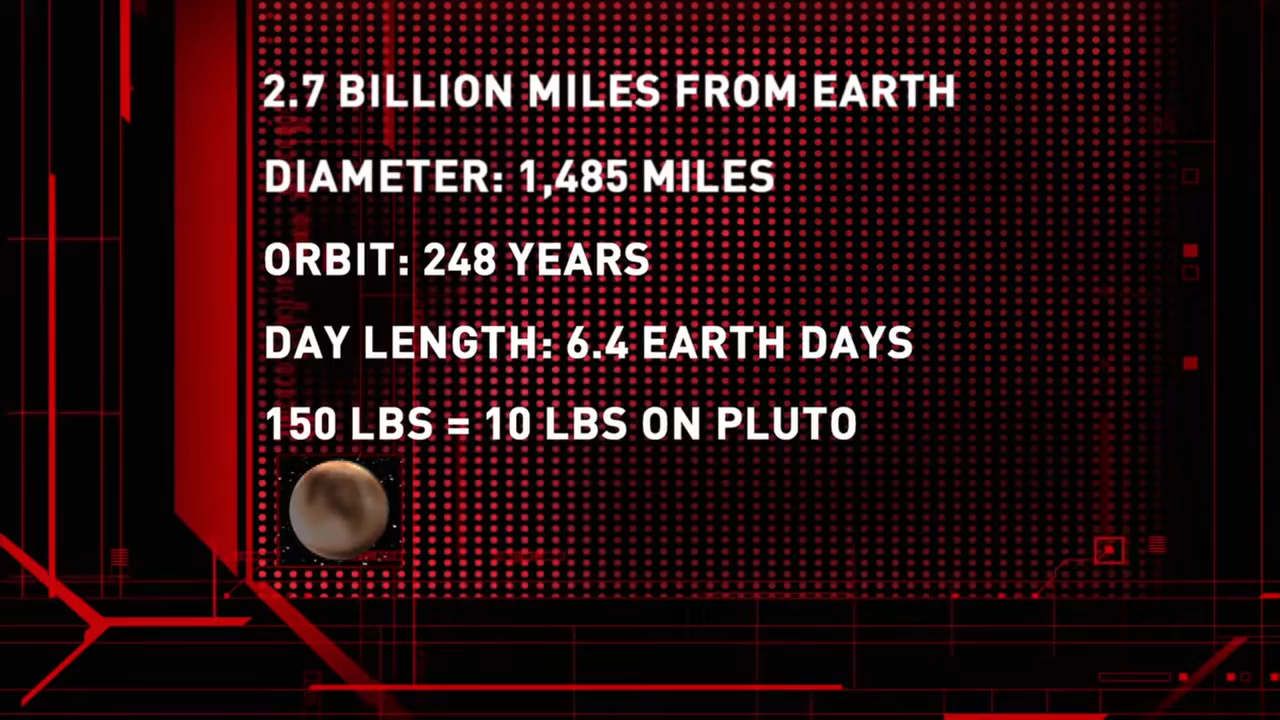 2.7 BILLION MILES FROM EARTH
DIAMETER: 1,485 MILES
ORBIT: 248 YEARS
DAY LENGTH: 6.4 EARTH DAYS
150 LBS = 10 LBS ON PLUTO